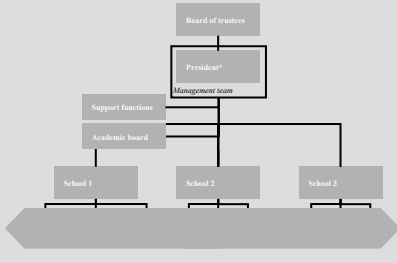 Board of trustees
President*
Management team
Support functions
Academic board
School 1
School 2
School 3